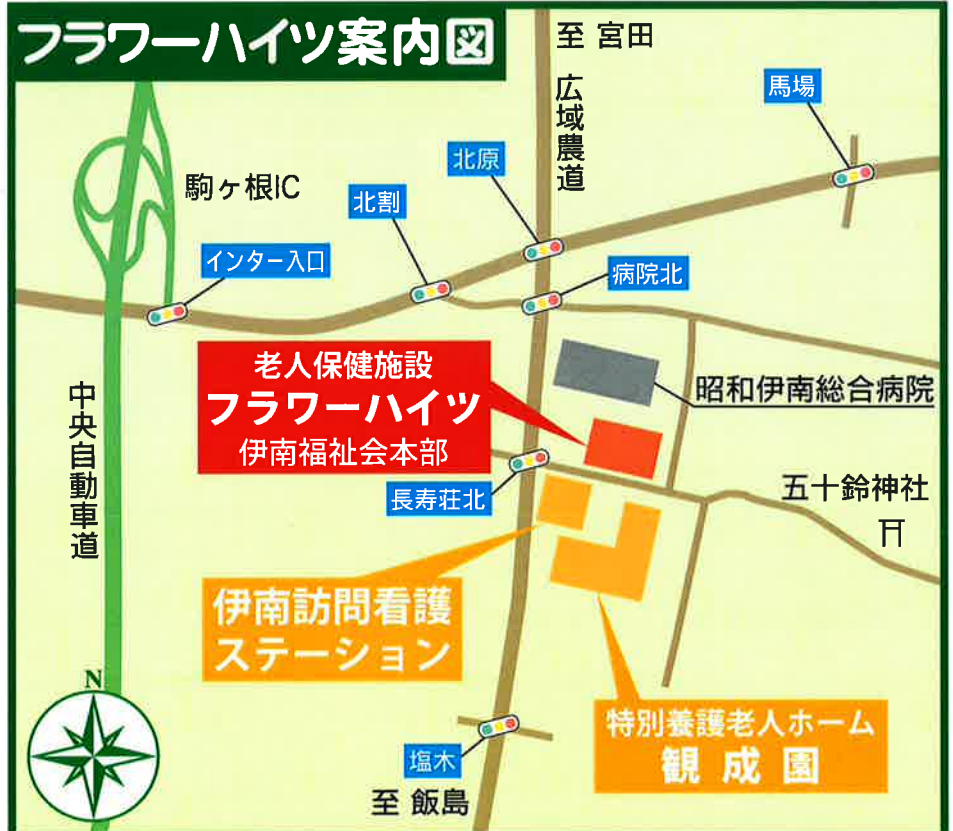 フラワーハイツ案内図
至 宮田
広域農道
馬場
北原
駒ヶ根IC
北割
インター入口
病院北
老人保健施設
フラワーハイツ
伊南福祉会本部
昭和伊南総合病院
中央自動車道
長寿荘北
五十鈴神社
伊南訪問看護
ステーション
N
特別養護老人ホーム
観成園
塩木
至 飯島